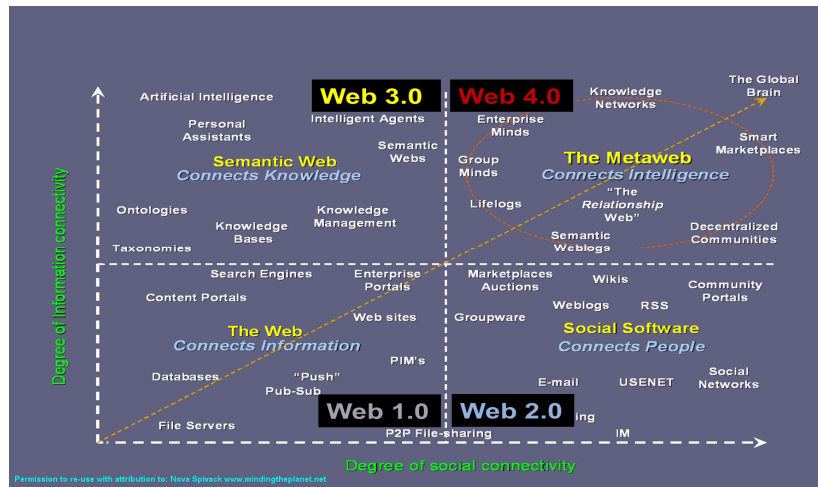 Web 3.0
Web 4.0
The Global
Brain
Artificial Intelligence
Intelligent Agents
Knowledge
Networks
Personal
Assistants
Enterprise
Minds
Smart
Marketplaces
Semantic
Webs
Semantic Web
Connects Knowledge
Group
Minds
The Metaweb
Connects Intelligence
"The
Relationship
Web"
Lifelogs
Ontologies
Knowledge
Management
Knowledge
Bases
Semantic
Weblogs
Decentralized
Communities
Taxonomies
Degree of Information connectivity
Search Engines
Enterprise
Portals
Marketplaces
Auctions
Wikis
Community
Portals
Content Portals
Weblogs
RSS
Web sites
Groupware
The Web
Connects Information
Social Software
Connects People
PIM's
Databases
"Push"
Pub-Sub
E-mail
USENET
Social
Networks
Web 1.0
Web 2.0
ing
File Servers
P2P File-sharing
IM
Degree of social connectivity
Permission to re-use with attribution to: Nova Spivack www.mindingtheplanet.net